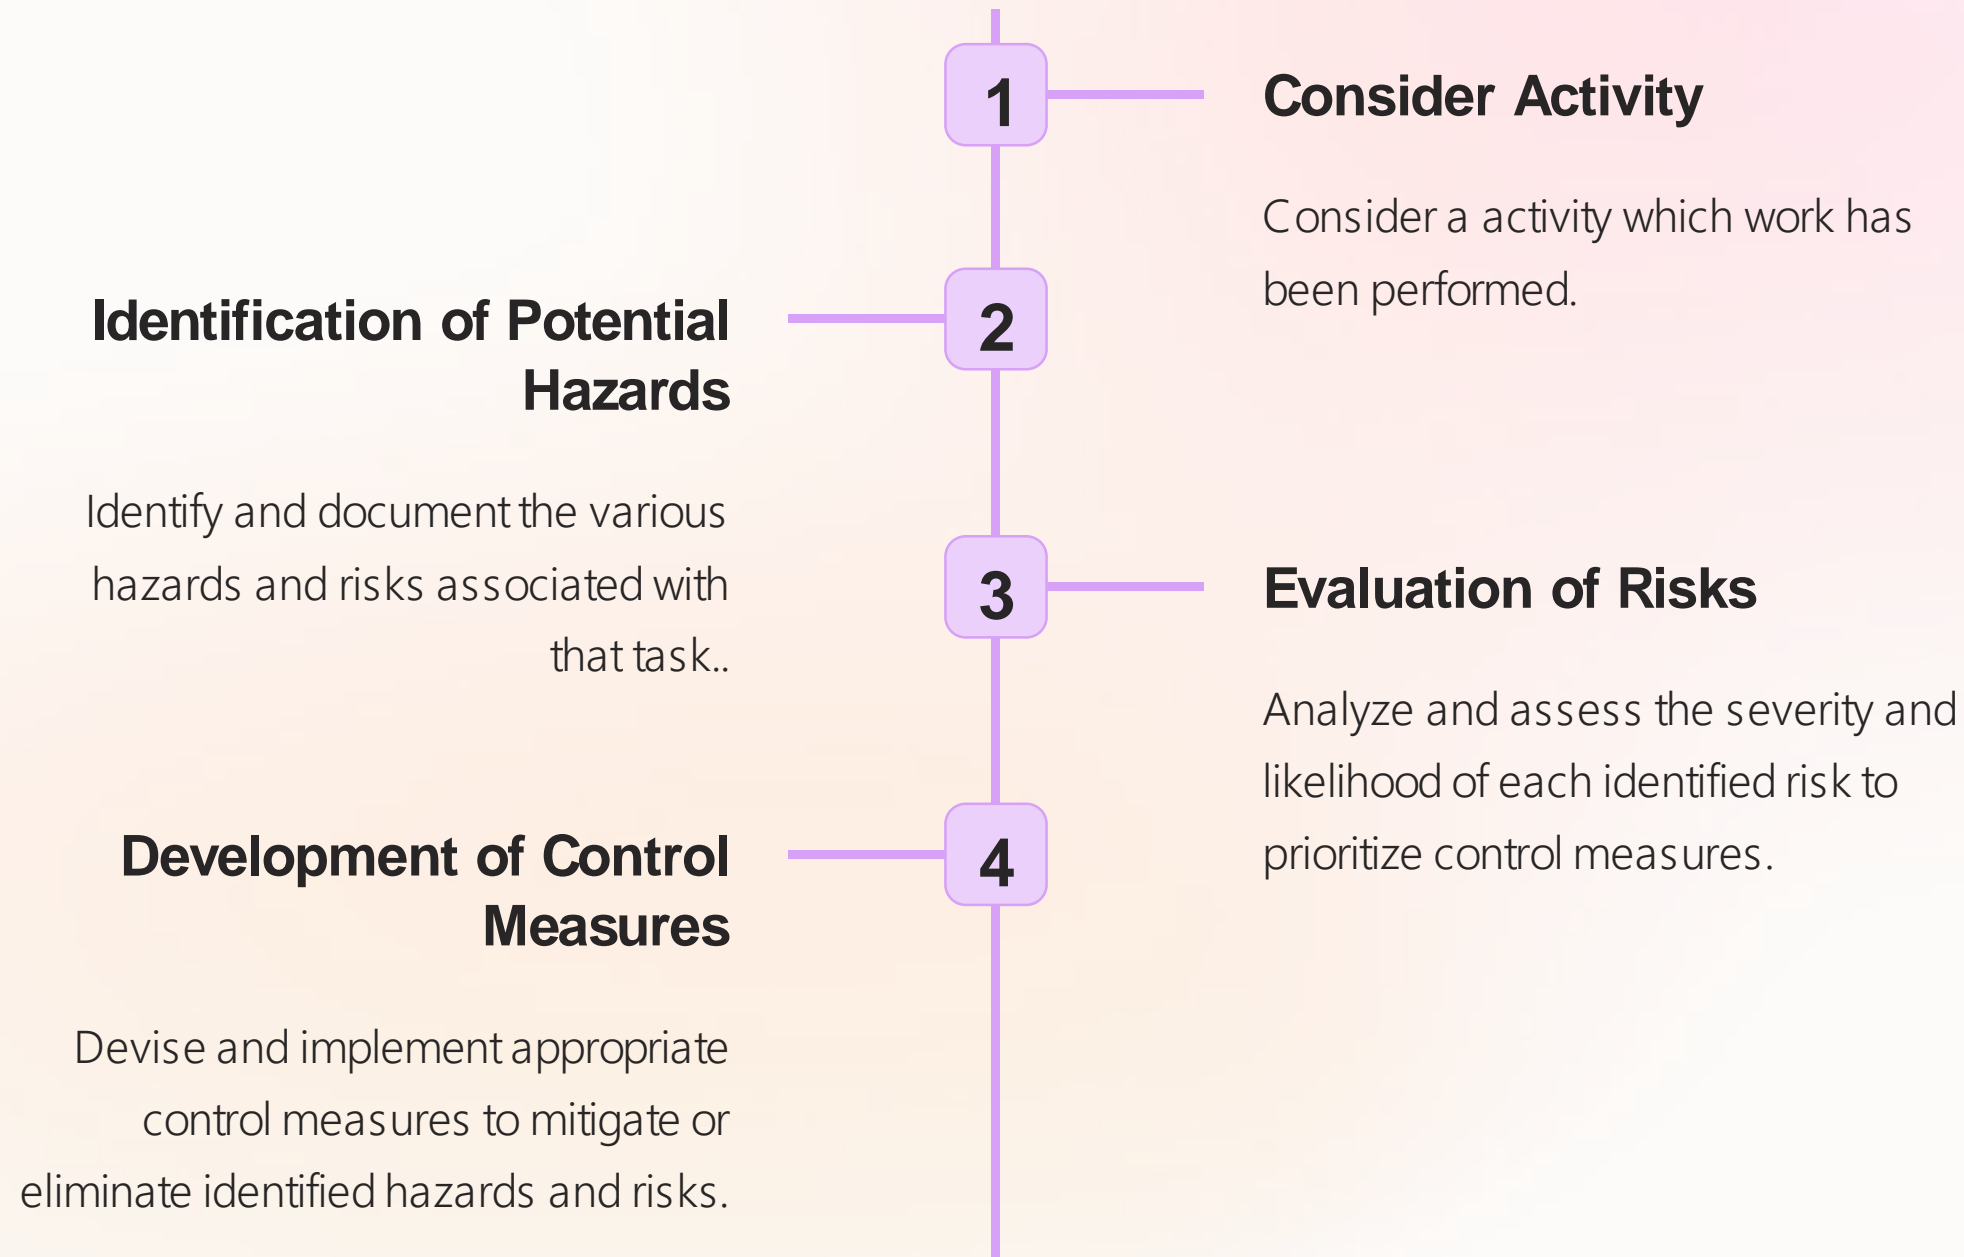 1
Consider Activity
Consider a activity which work has
been performed.
2
Identification of Potential
Hazards
Identify and document the various
hazards and risks associated with
that task..
3
Evaluation of Risks
Analyze and assess the severity and
likelihood of each identified risk to
prioritize control measures.
4
Development of Control
Measures
Devise and implement appropriate
control measures to mitigate or
eliminate identified hazards and risks.